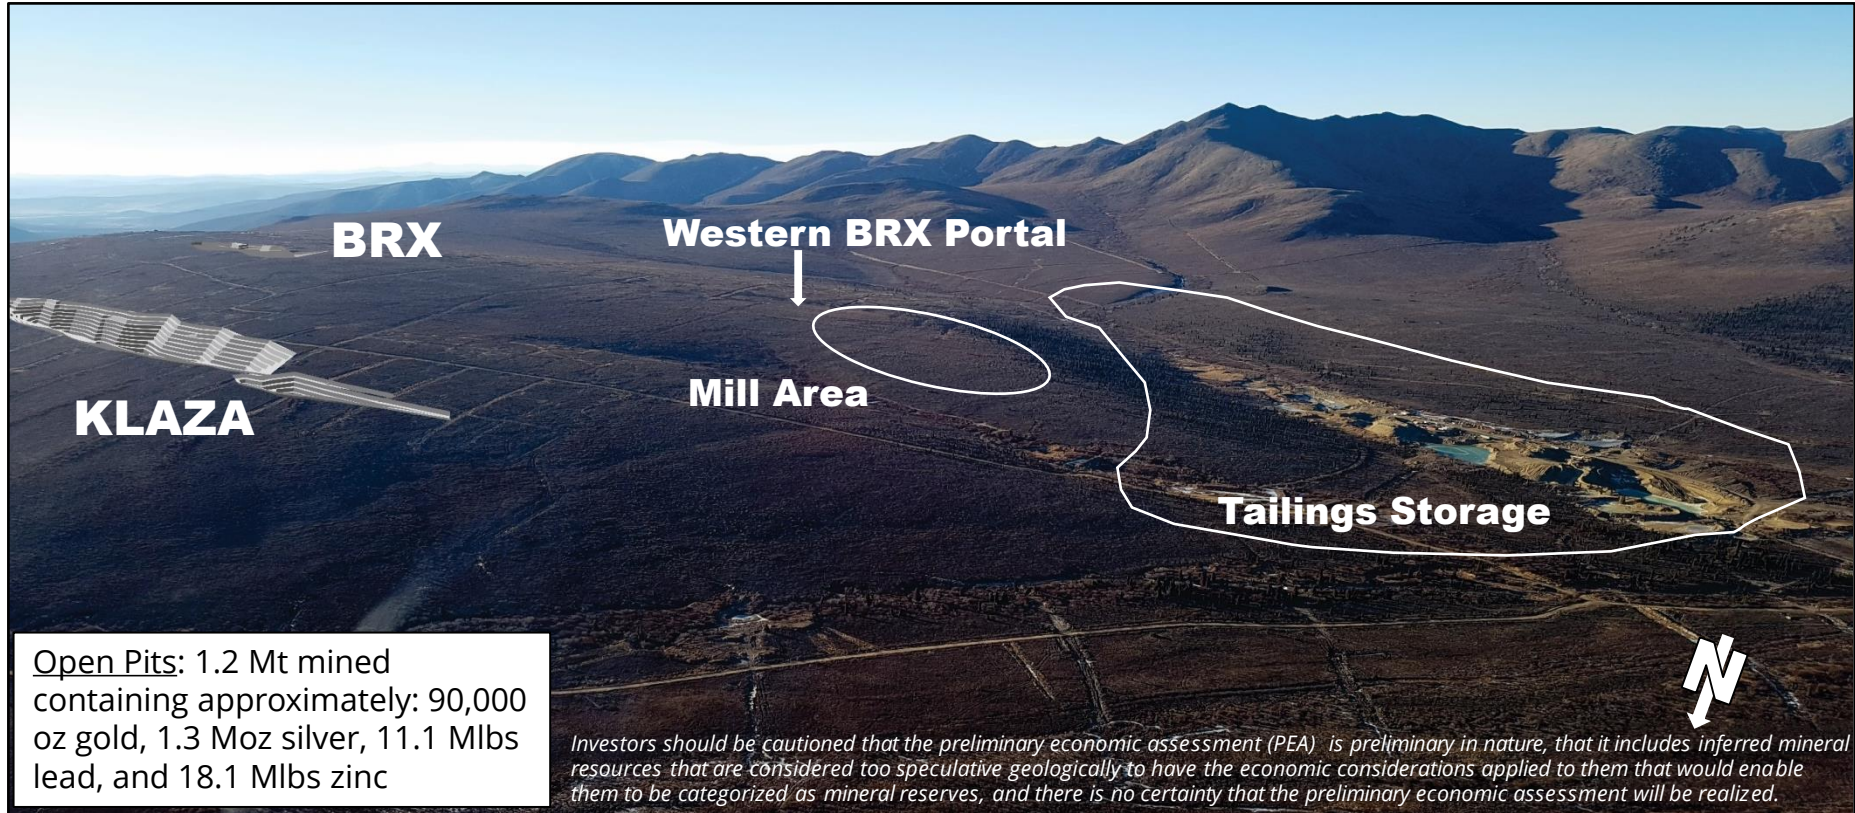 BRX
Western BRX Portal
KLAZA
Mill Area
Tailings Storage
Open Pits: 1.2 Mt mined
containing approximately: 90,000
oz gold, 1.3 Moz silver, 11.1 Mlbs
lead, and 18.1 Mlbs zinc
N
Investors should be cautioned that the preliminary economic assessment (PEA) is preliminary in nature, that it includes inferred mineral
resources that are considered too speculative geologically to have the economic considerations applied to them that would enable
them to be categorized as mineral reserves, and there is no certainty that the preliminary economic assessment will be realized.